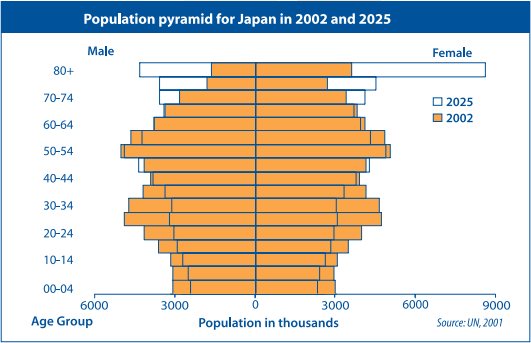 Population pyramid for Japan in 2002 and 2025
Male
Female
80+
70-74
60-64
50-54
40-44
30-34
20-24
10-14
00-04
2025
2002
6000 3000 0 3000 6000 9000
Age Group
Population in thousands
Source: UN, 2001